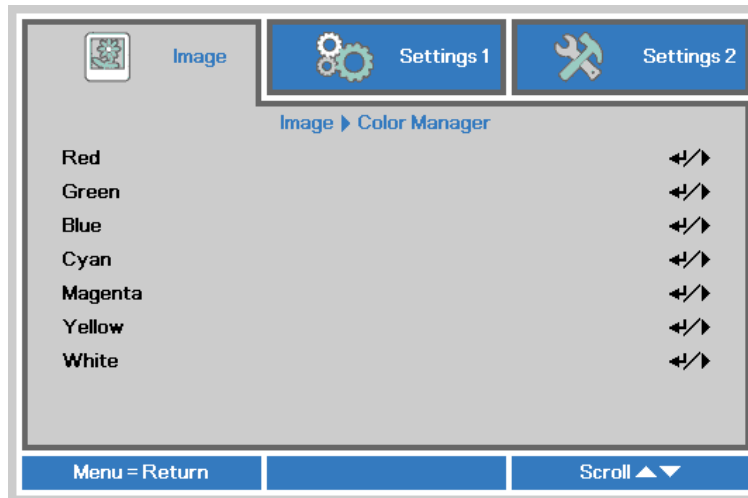 Image Settings 1 Settings 2
Image Color Manager
Red
Green
Blue
Cyan
Magenta
Yellow
White
Menu = Return Scroll